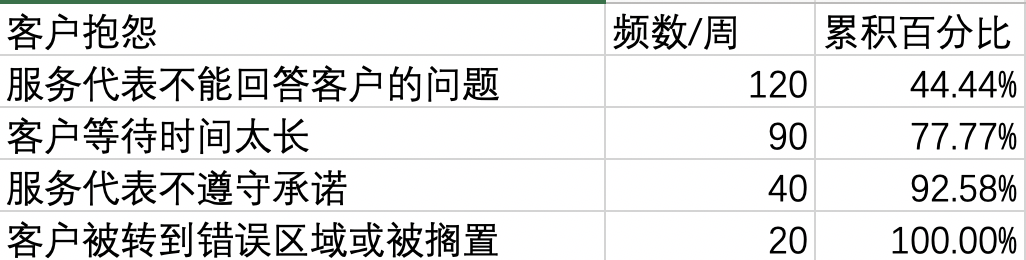 客户抱怨 频数/周 累积百分比
服务代表不能回答客户的问题 120 44.44%
客户等待时间太长 90 77.77%
服务代表不遵守承诺 40 92.58%
客户被转到错误区域或被搁置 20 100.00%